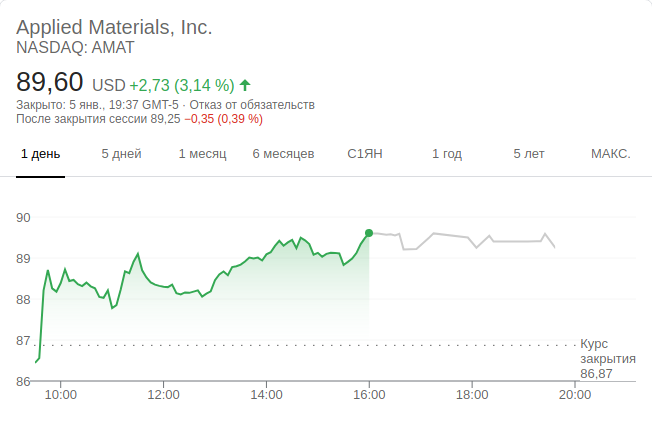 Applied Materials, Inc.
NASDAQ: AMAT
89,60 USD +2,73 (3,14 %)
Закрыто: 5 янв., 19:37 GMT-5 · Отказ от обязательств
После закрытия сессии 89,25 −0,35 (0,39 %)
1 день 5 дней 1 месяц 6 месяцев С1ЯН 1 год 5 лет МАКС.
90
89
88
87
Курс
закрытия
86,87
86
10:00 12:00 14:00 16:00 18:00 20:00